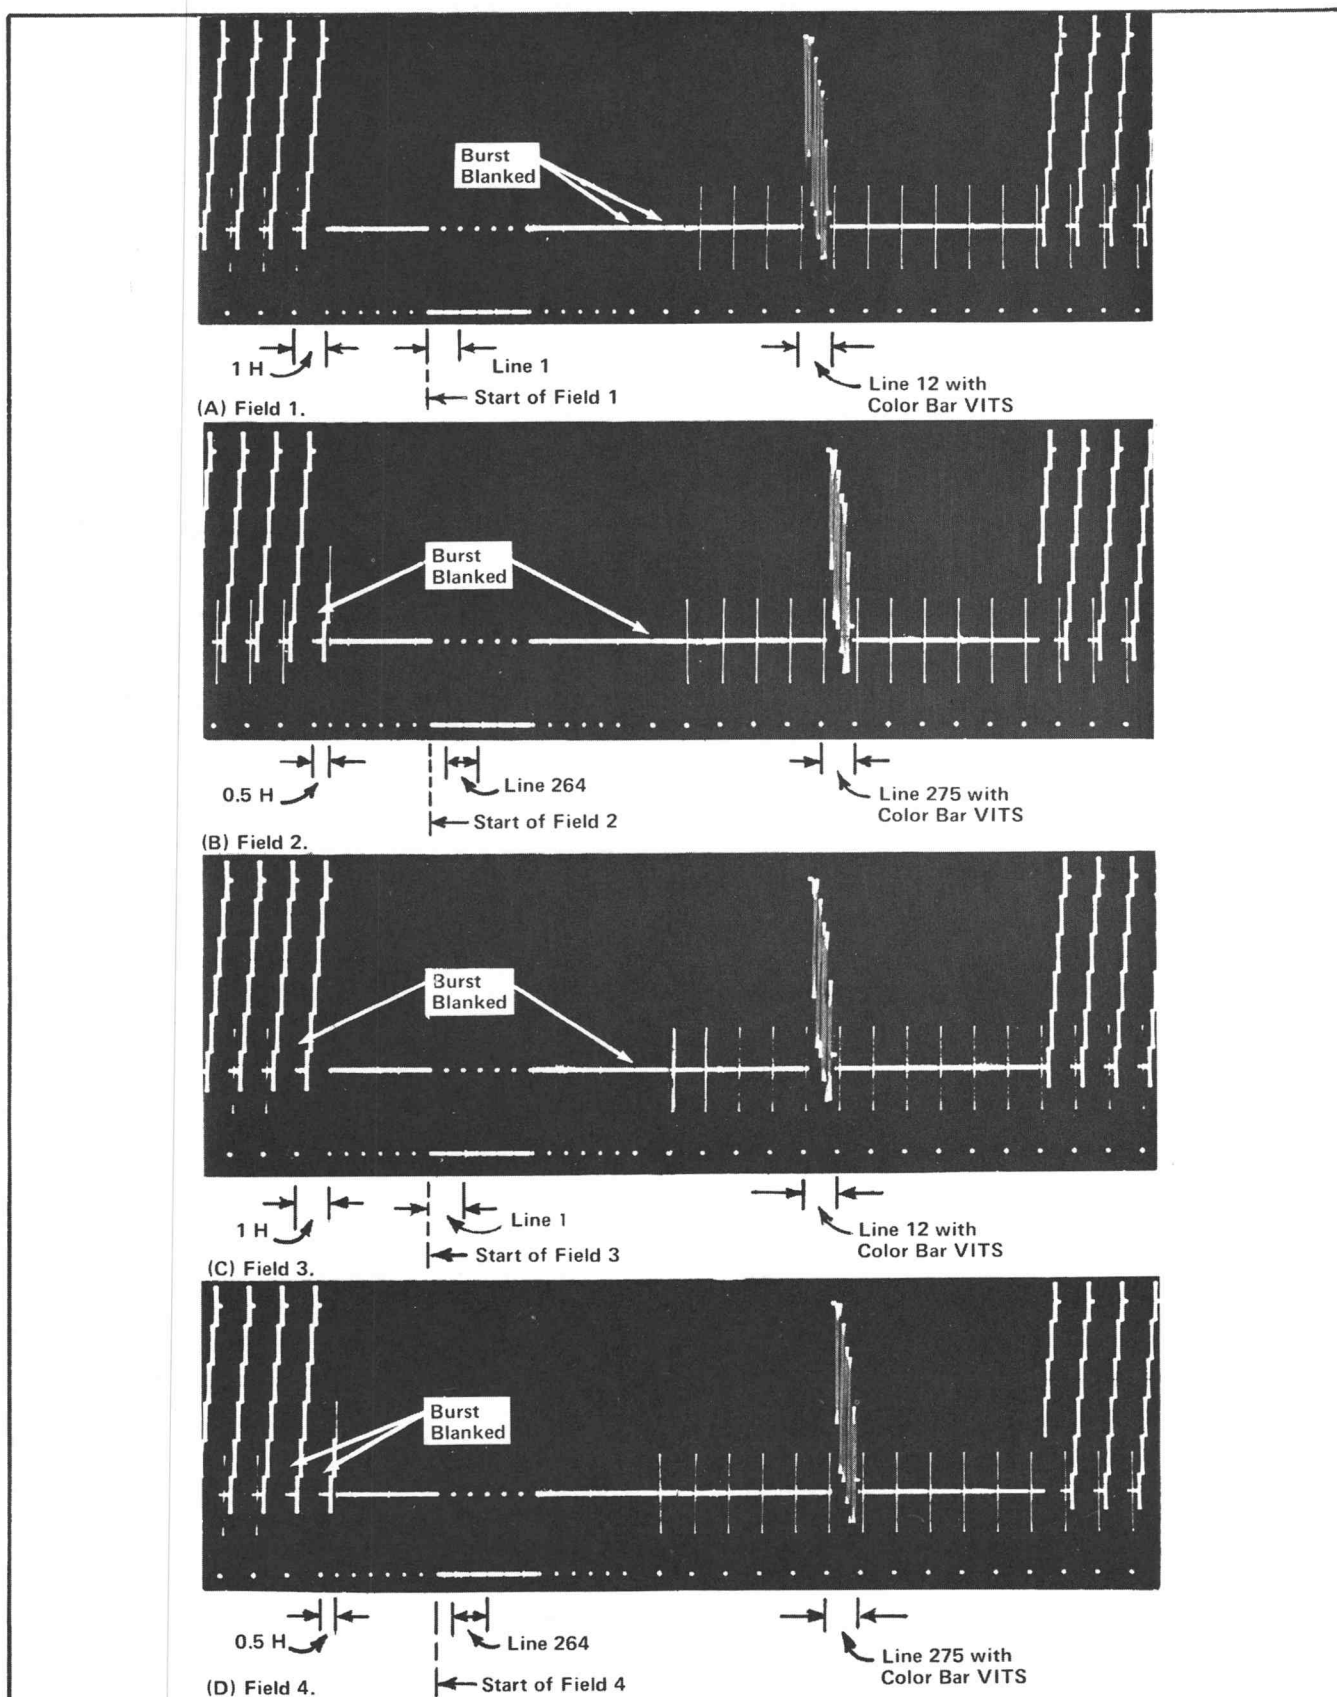 Burst
Blanked
1 H
Line 1
Start of Field 1
Line 12 with
Color Bar VITS
(A) Field 1.
Burst
Blanked
0.5 H
Line 264
Start of Field 2
Line 275 with
Color Bar VITS
(B) Field 2.
Burst
Blanked
1 H
Line 1
Start of Field 3
Line 12 with
Color Bar VITS
(C) Field 3.
Burst
Blanked
0.5 H
Line 264
Start of Field 4
Line 275 with
Color Bar VITS
(D) Field 4.